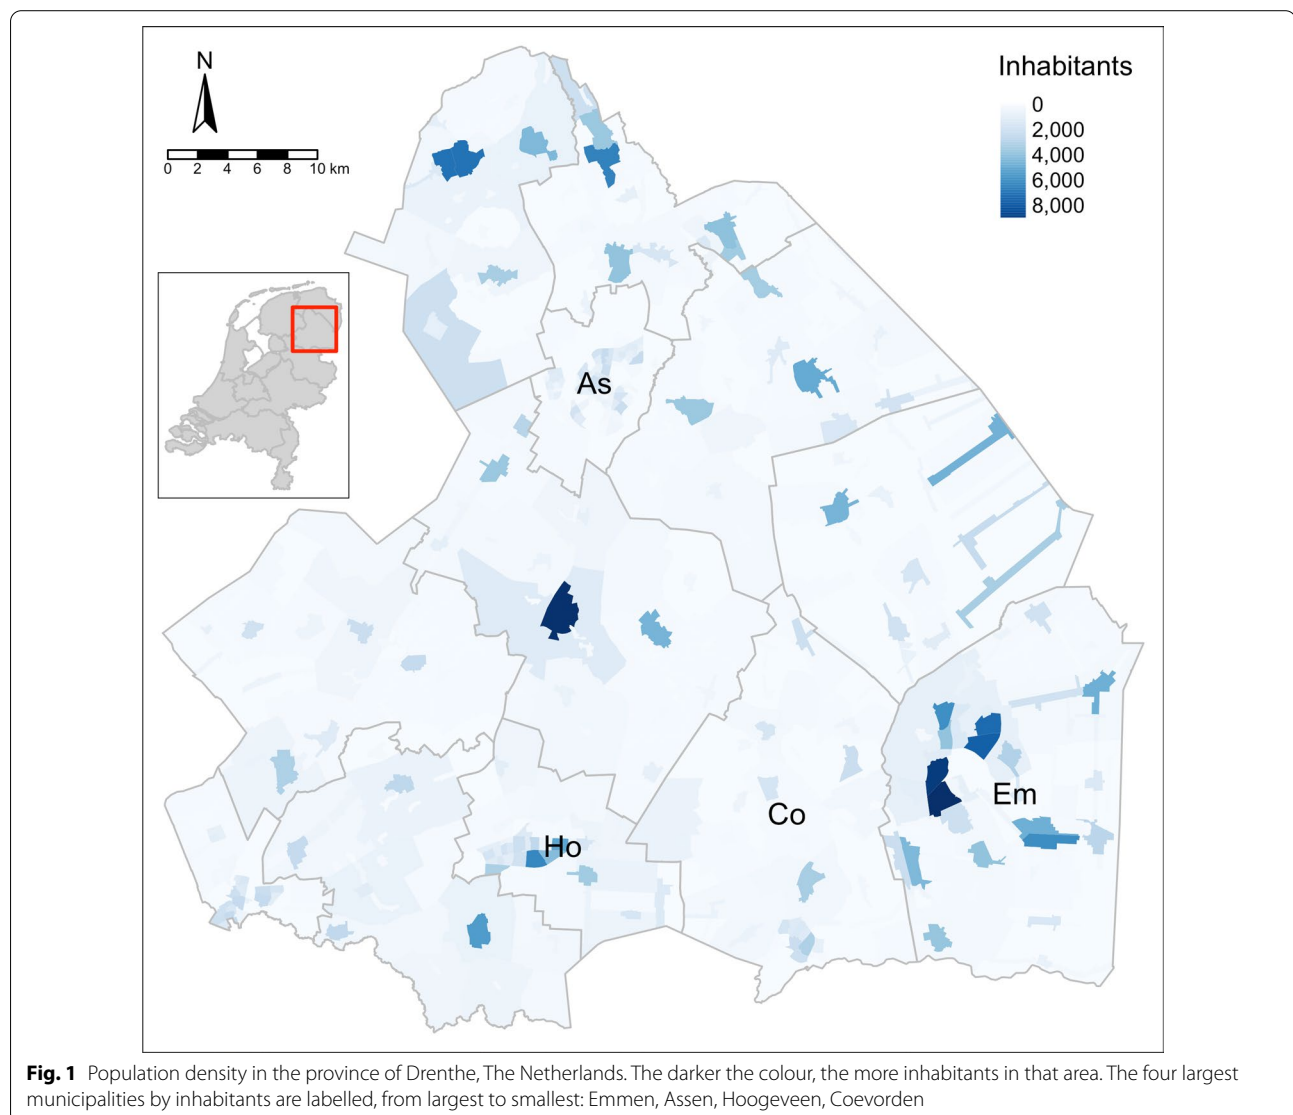 N
0 2 4 6 8 10 km
Inhabitants
0
2,000
4,000
6,000
8,000
As
Em
Co
Ho
Fig. 1 Population density in the province of Drenthe, The Netherlands. The darker the colour, the more inhabitants in that area. The four largest
municipalities by inhabitants are labelled, from largest to smallest: Emmen, Assen, Hoogeveen, Coevorden